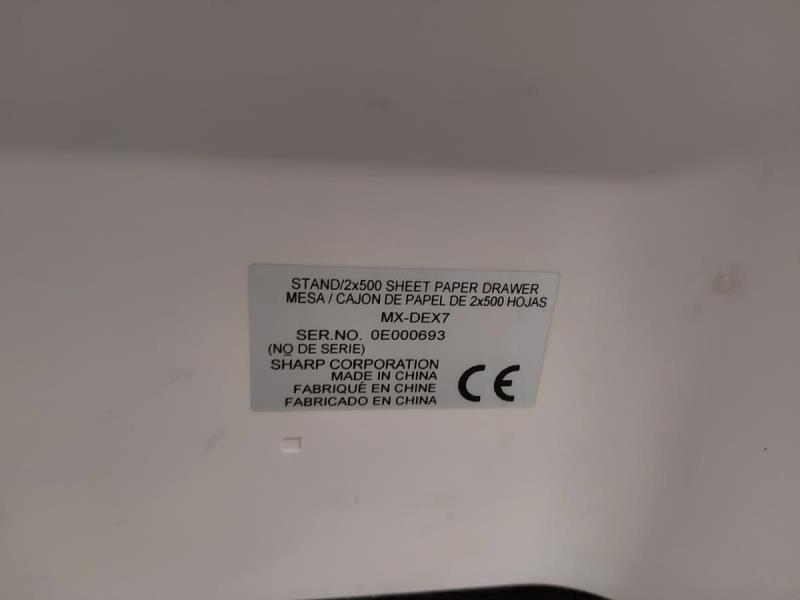 STAND/2x500 SHEET PAPER DRAWER
MESA / CAJON DE PAPEL DE 2x500 HOJAS
MX-DEX7
SER.NO. 0E000693
(NO DE SERIE)
SHARP CORPORATION
MADE IN CHINA
FABRIQUÉ EN CHINE
FABRICADO EN CHINA
CE